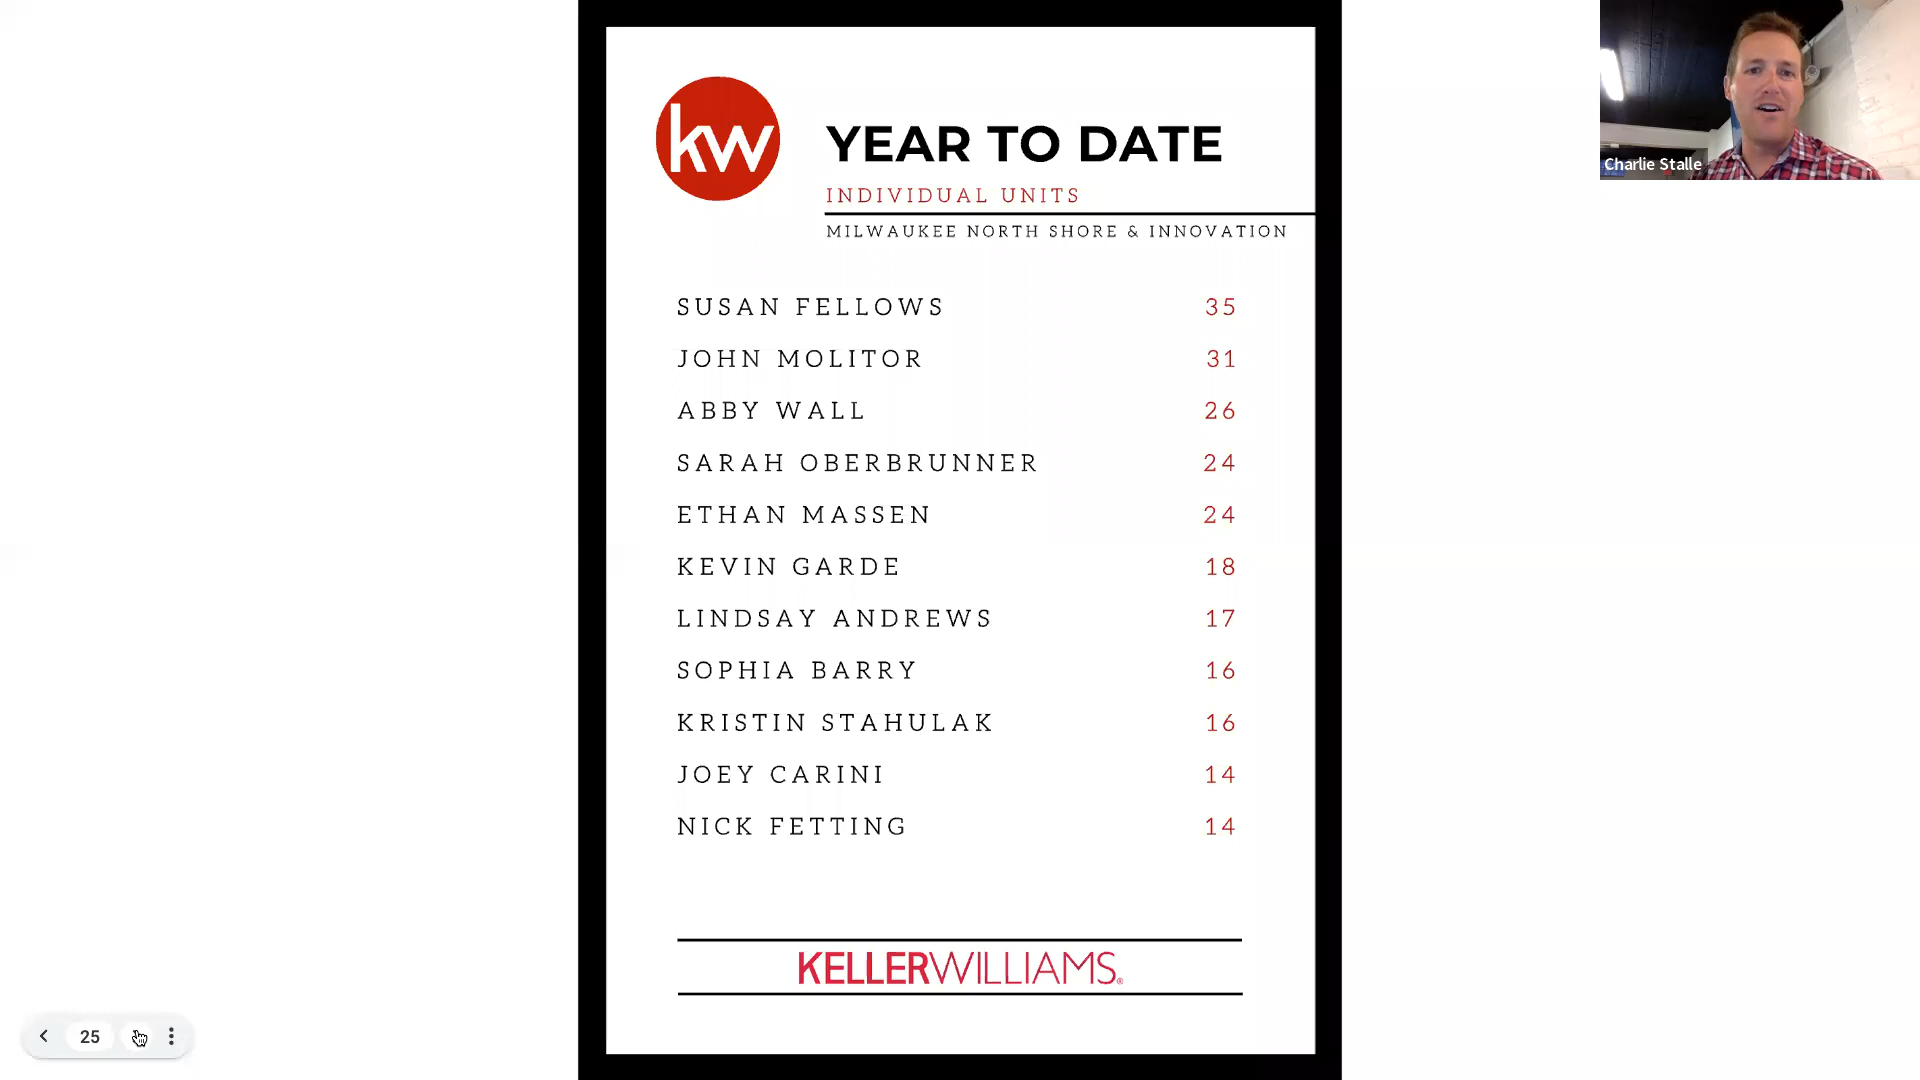 kw
YEAR TO DATE
INDIVIDUAL UNITS
MILWAUKEE NORTH SHORE & INNOVATION
SUSAN FELLOWS 35
JOHN MOLITOR 31
ABBY WALL 26
SARAH OBERBRUNNER 24
ETHAN MASSEN 24
KEVIN GARDE 18
LINDSAY ANDREWS 17
SOPHIA BARRY 16
KRISTIN STAHULAK 16
JOEY CARINI 14
NICK FETTING 14
KELLERWILLIAMS®
Charlie Stalle
25